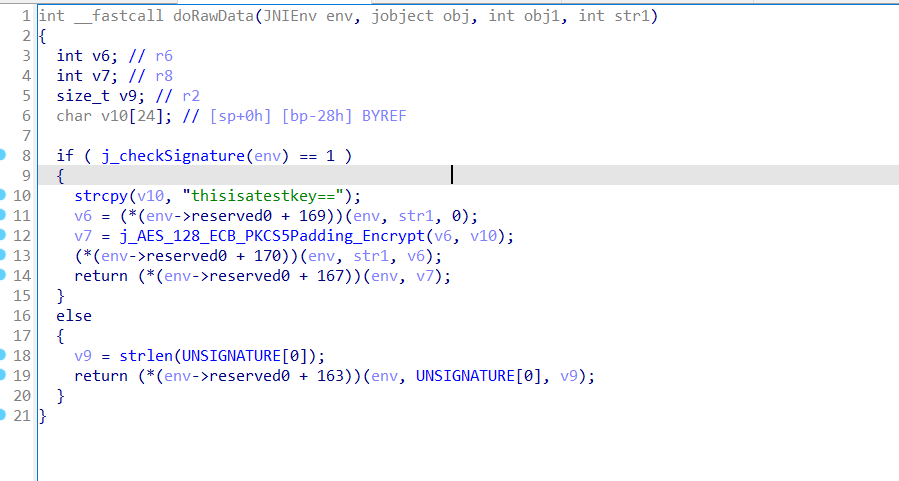 1 int __fastcall doRawData(JNIEnv env, jobject obj, int obj1, int str1)
2 {
3 int v6; // r6
4 int v7; // r8
5 size_t v9; // r2
6 char v10[24]; // [sp+0h] [bp-28h] BYREF
7
8 if ( j_checkSignature(env) == 1 )
9 {
10 strcpy(v10, "thisisatestkey==");
11 v6 = (*(env->reserved0 + 169))(env, str1, 0);
12 v7 = j_AES_128_ECB_PKCS5Padding_Encrypt(v6, v10);
13 (*(env->reserved0 + 170))(env, str1, v6);
14 return (*(env->reserved0 + 167))(env, v7);
15 }
16 else
17 {
18 v9 = strlen(UNSIGNATURE[0]);
19 return (*(env->reserved0 + 163))(env, UNSIGNATURE[0], v9);
20 }
21 }